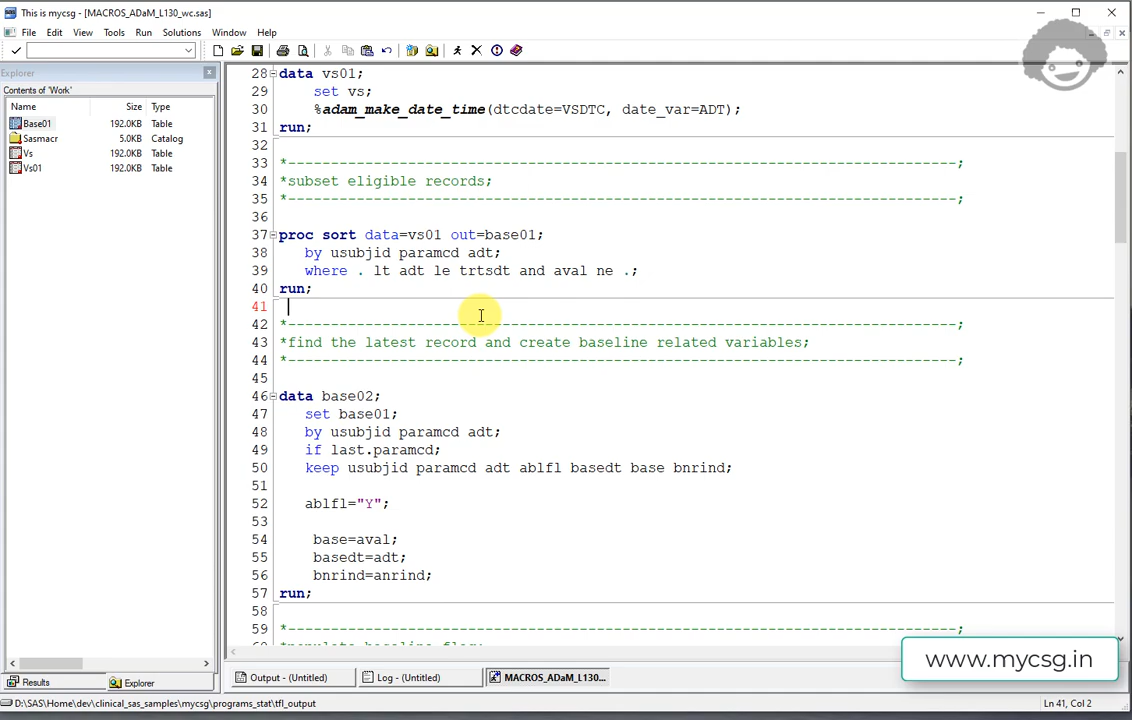 This is mycsg - [MACROS_ADaM_L130_wc.sas]
File Edit View Tools Run Solutions Window Help
Explorer
Contents of 'Work'
Name Size Type
Base01 192.0KB Table
Sasmacr 5.0KB Catalog
Vs 192.0KB Table
Vs01 192.0KB Table
28 data vs01;
29 set vs;
30 %adam_make_date_time(dtcdate=VSDTC, date_var=ADT);
31 run;
32
33 *------------------------------------------------------------------------------;
34 *subset eligible records;
35 *------------------------------------------------------------------------------;
36
37 proc sort data=vs01 out=base01;
38 by usubjid paramcd adt;
39 where . lt adt le trtsdt and aval ne .;
40 run;
41
42 *------------------------------------------------------------------------------;
43 *find the latest record and create baseline related variables;
44 *------------------------------------------------------------------------------;
45
46 data base02;
47 set base01;
48 by usubjid paramcd adt;
49 if last.paramcd;
50 keep usubjid paramcd adt ablfl basedt base bnrind;
51
52 ablfl="Y";
53
54 base=aval;
55 basedt=adt;
56 bnrind=anrind;
57 run;
58
59 *------------------------------------------------------------------------------;
www.mycsg.in
Results Explorer
Output - (Untitled) Log - (Untitled) MACROS_ADaM_L130...
D:\SAS\Home\dev\clinical_sas_samples\mycsg\programs_stat\tfl_output Ln 41, Col 2